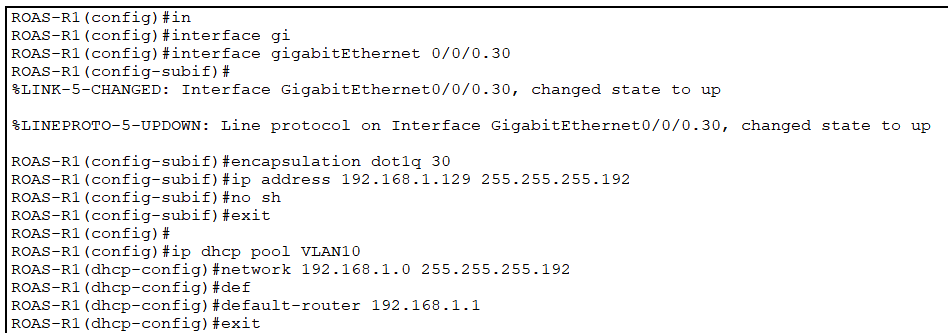 ROAS-R1(config)#in
ROAS-R1(config)#interface gi
ROAS-R1(config)#interface gigabitEthernet 0/0/0.30
ROAS-R1(config-subif)#
%LINK-5-CHANGED: Interface GigabitEthernet0/0/0.30, changed state to up
%LINEPROTO-5-UPDOWN: Line protocol on Interface GigabitEthernet0/0/0.30, changed state to up
ROAS-R1(config-subif)#encapsulation dot1q 30
ROAS-R1(config-subif)#ip address 192.168.1.129 255.255.255.192
ROAS-R1(config-subif)#no sh
ROAS-R1(config-subif)#exit
ROAS-R1(config)#
ROAS-R1(config)#ip dhcp pool VLAN10
ROAS-R1(dhcp-config)#network 192.168.1.0 255.255.255.192
ROAS-R1(dhcp-config)#def
ROAS-R1(dhcp-config)#default-router 192.168.1.1
ROAS-R1(dhcp-config)#exit